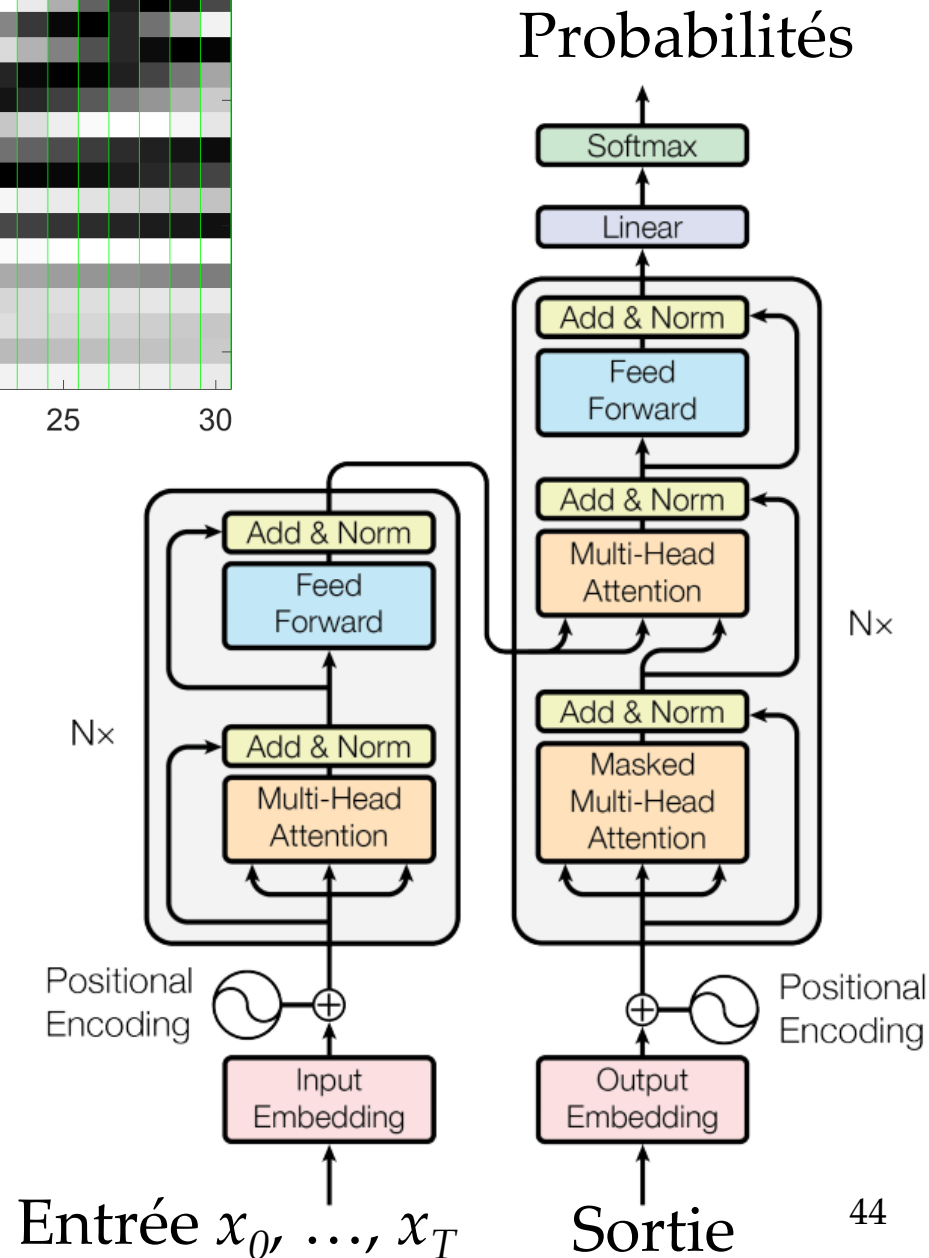 Probabilités
Softmax
Linear
Add & Norm
Feed
Forward
25 30
Add & Norm
Multi-Head
Attention
Nx
Add & Norm
Masked
Multi-Head
Attention
Add & Norm
Feed
Forward
Nx
Add & Norm
Multi-Head
Attention
Positional
Encoding
Positional
Encoding
Input
Embedding
Output
Embedding
Entrée x0, …, xT
Sortie
44